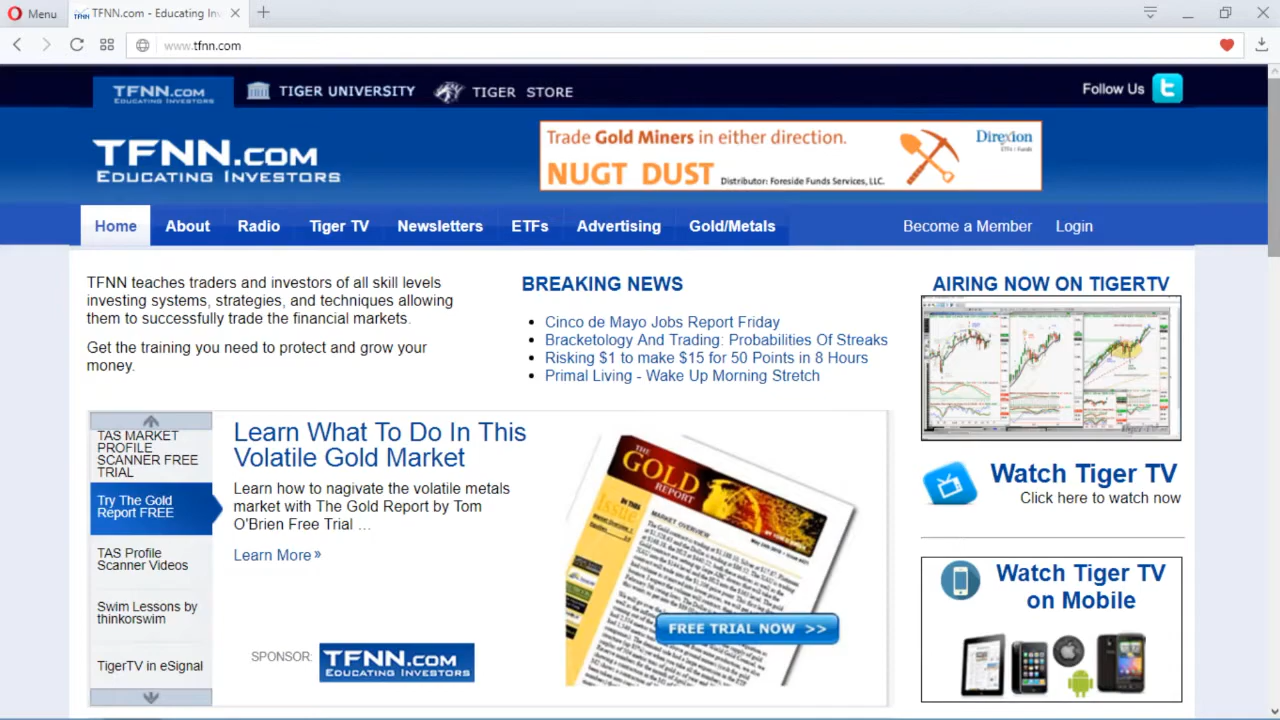 Menu
TFNN.com - Educating In
www.tfnn.com
TFNN.COM
EDUCATING INVESTORS
TIGER UNIVERSITY
TIGER STORE
Follow Us
TFNN.COM
EDUCATING INVESTORS
Trade Gold Miners in either direction.
NUGT DUST
Distributor: Foreside Funds Services, LLC.
Direxion
Home
About
Radio
Tiger TV
Newsletters
ETFs
Advertising
Gold/Metals
Become a Member
Login
TFNN teaches traders and investors of all skill levels
investing systems, strategies, and techniques allowing
them to successfully trade the financial markets.
Get the training you need to protect and grow your
money.
BREAKING NEWS
Cinco de Mayo Jobs Report Friday
Bracketology And Trading: Probabilities Of Streaks
Risking $1 to make $15 for 50 Points in 8 Hours
Primal Living - Wake Up Morning Stretch
AIRING NOW ON TIGERTV
Watch Tiger TV
Click here to watch now
Watch Tiger TV
on Mobile
TAS MARKET
PROFILE
SCANNER FREE
TRIAL
Try The Gold
Report FREE
TAS Profile
Scanner Videos
Swim Lessons by
thinkorswim
TigerTV in eSignal
Learn What To Do In This
Volatile Gold Market
Learn how to nagivate the volatile metals
market with The Gold Report by Tom
O'Brien Free Trial ...
Learn More »
SPONSOR:
TFNN.COM
EDUCATING INVESTORS
THE
GOLD
REPORT
MARKET OVERVIEW
FREE TRIAL NOW >>